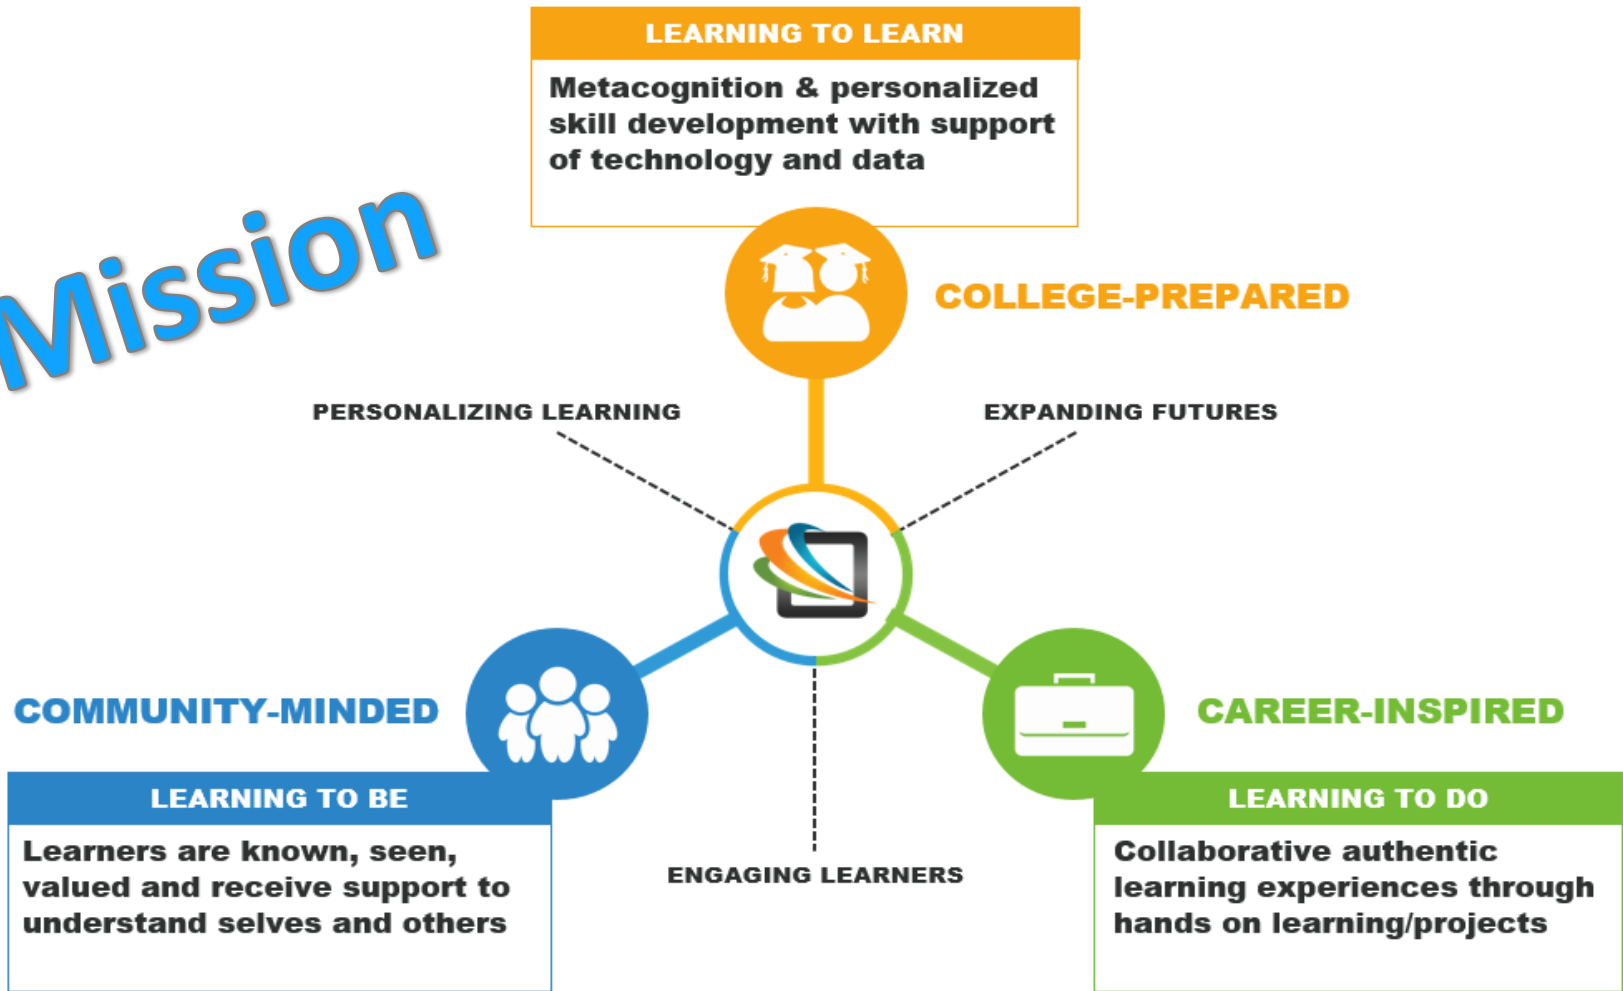 LEARNING TO LEARN
Metacognition & personalized
skill development with support
of technology and data
Mission
COLLEGE-PREPARED
PERSONALIZING LEARNING
EXPANDING FUTURES
COMMUNITY-MINDED
CAREER-INSPIRED
LEARNING TO BE
Learners are known, seen,
valued and receive support to
understand selves and others
ENGAGING LEARNERS
LEARNING TO DO
Collaborative authentic
learning experiences through
hands on learning/projects